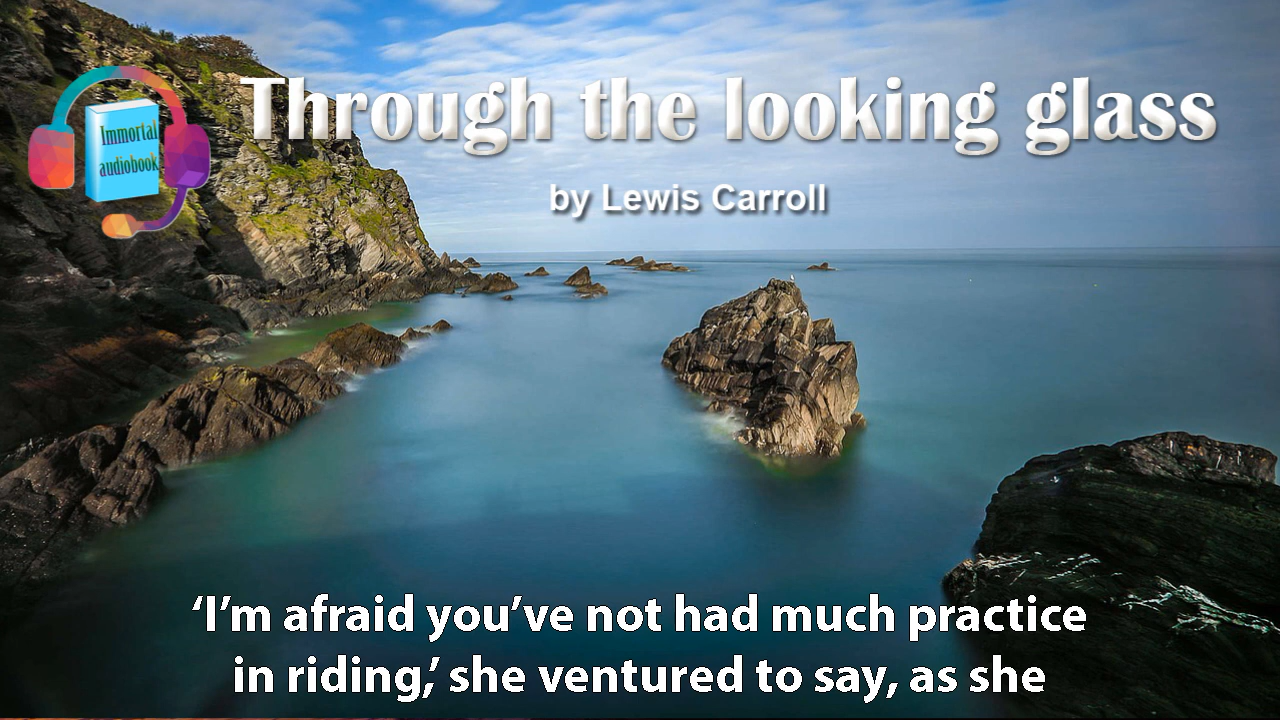 Through the looking glass
by Lewis Carroll
Immortal
audiobook
‘I’m afraid you’ve not had much practice
in riding,’ she ventured to say, as she